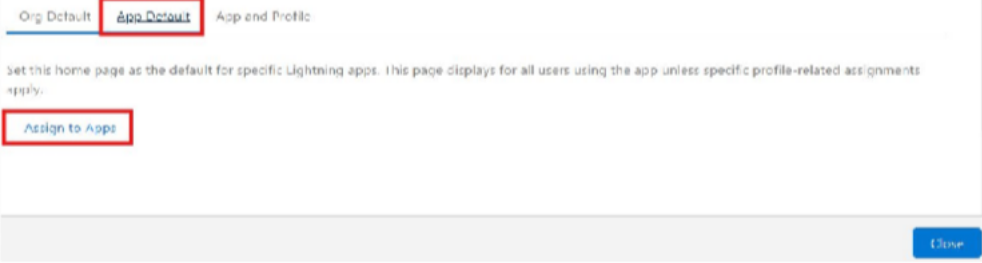 Org Default App Default App and Profile
Set this home page as the default for specific Lightning apps. This page displays for all users using the app unless specific profile-related assignments
apply.
Assign to Apps
Close